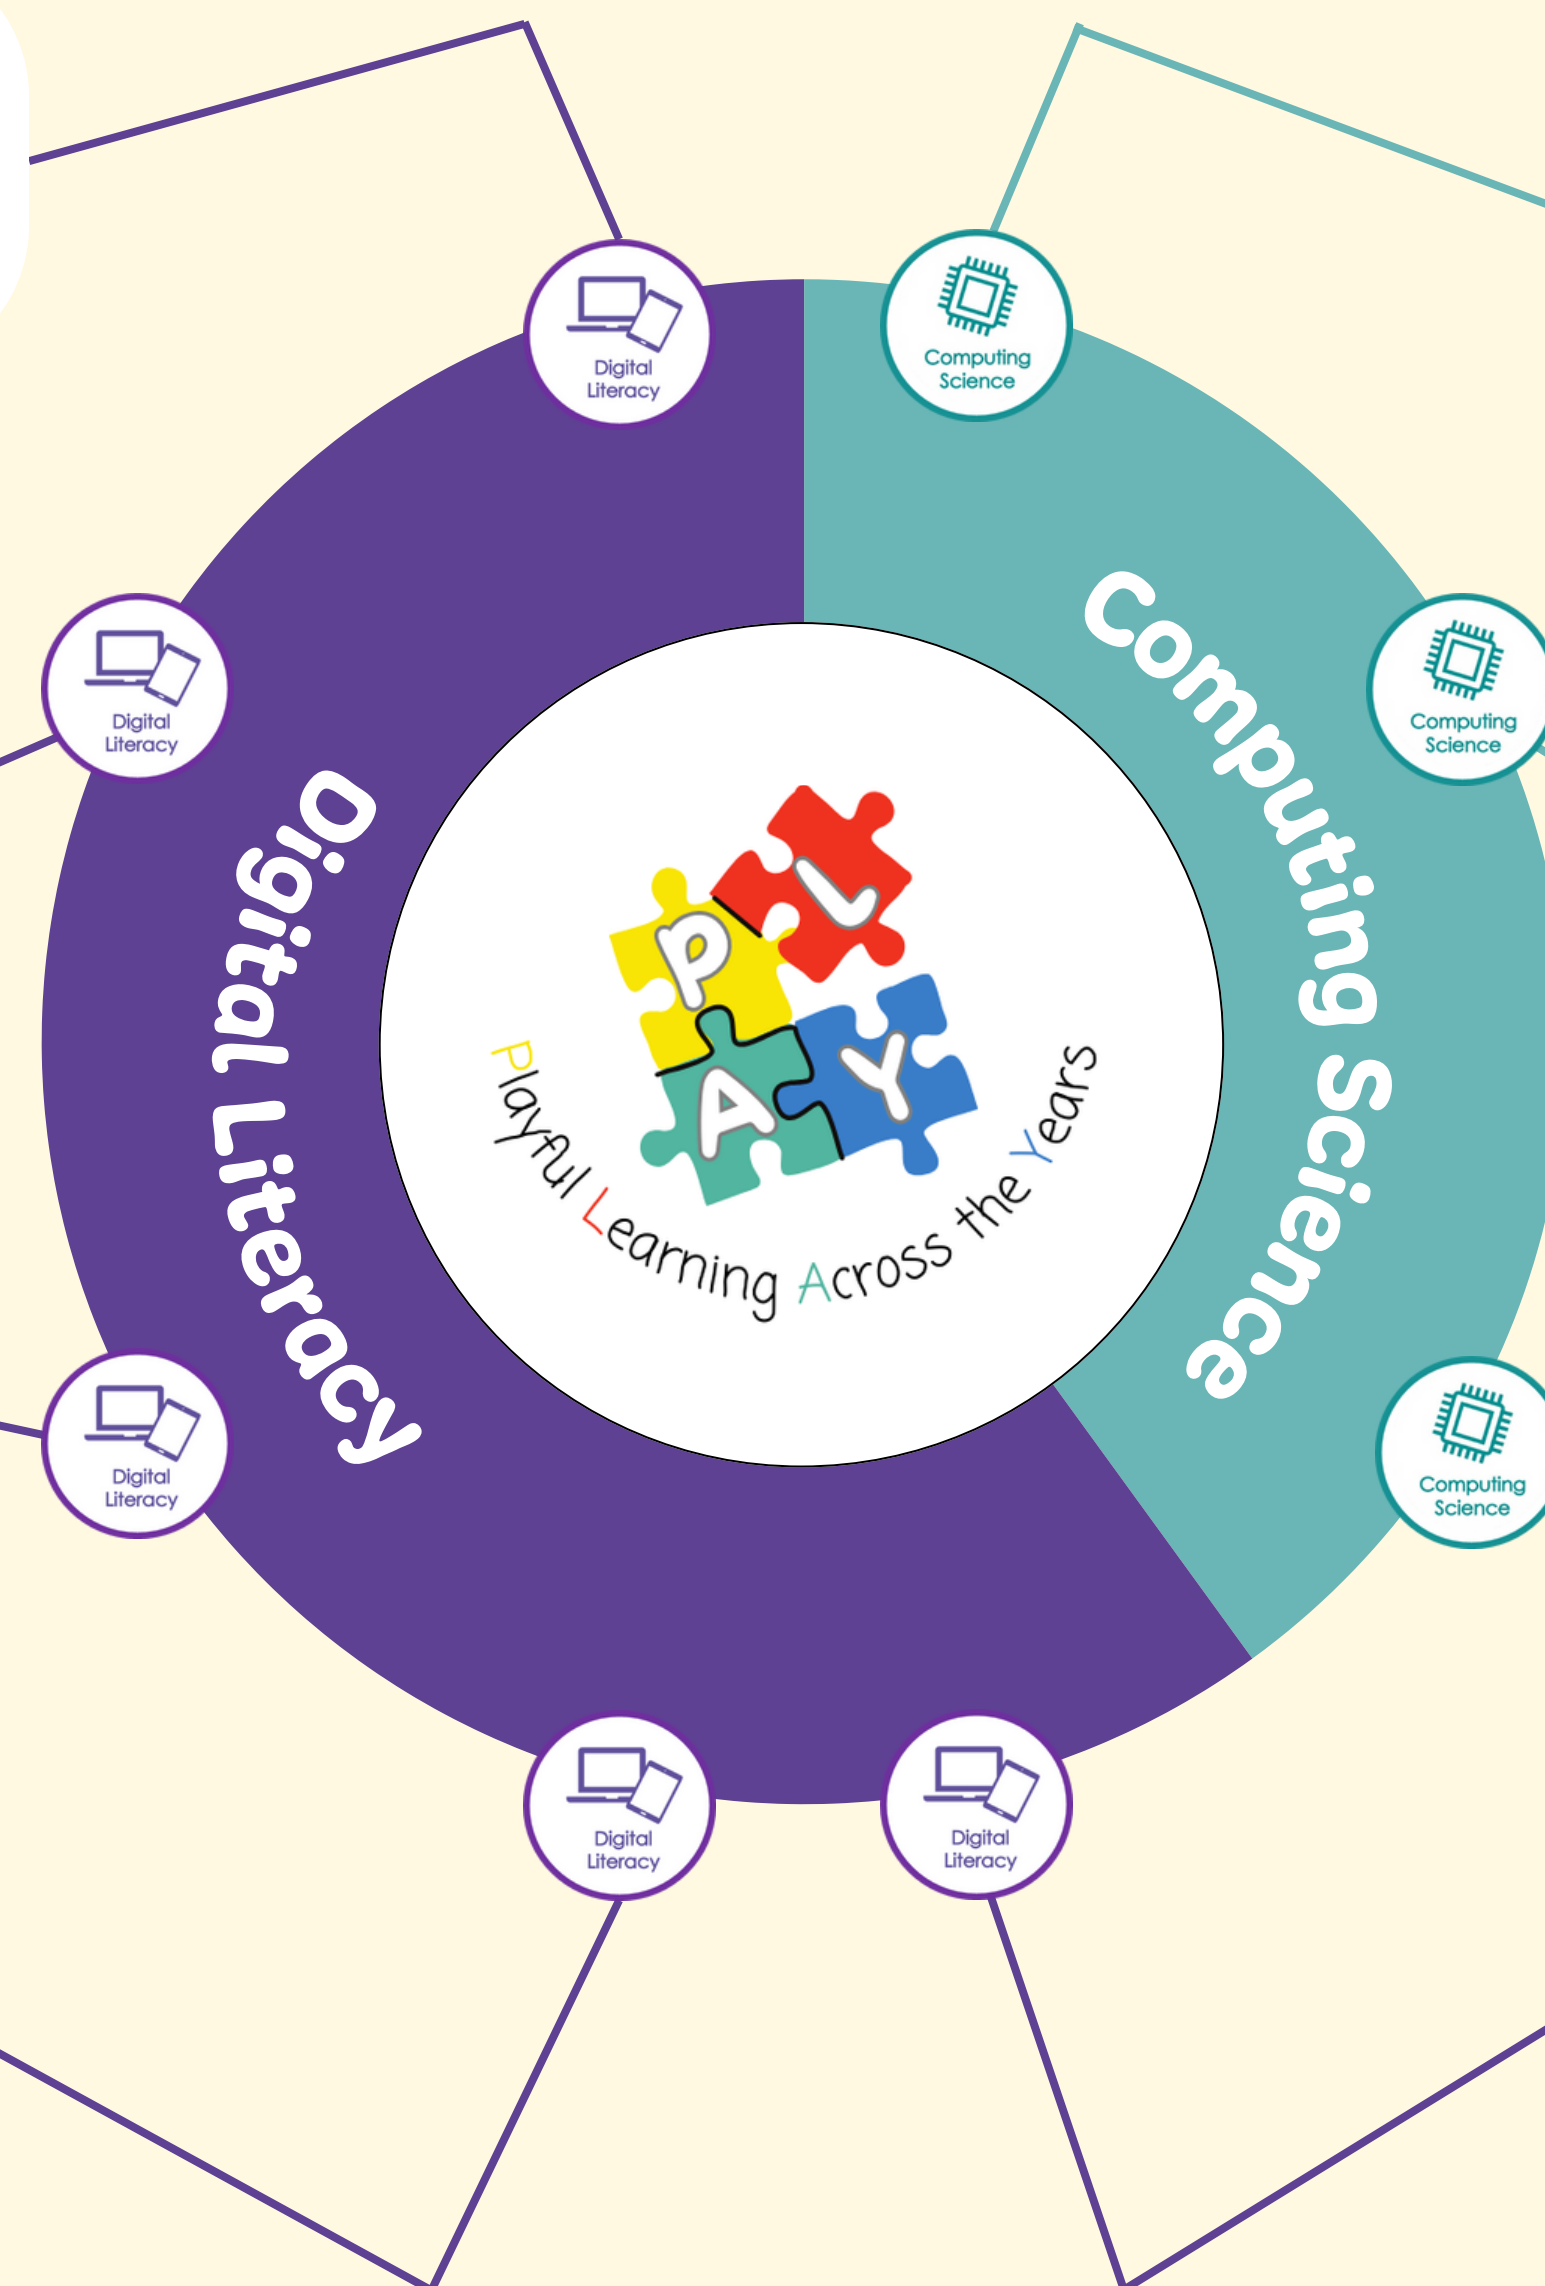 Digital
Literacy
Computing
Science
Digital
Literacy
Computing
Science
Digital Literacy
Computing Science
P
L
A
Y
Playful Learning Across the Years
Digital
Literacy
Computing
Science
Digital
Literacy
Digital
Literacy